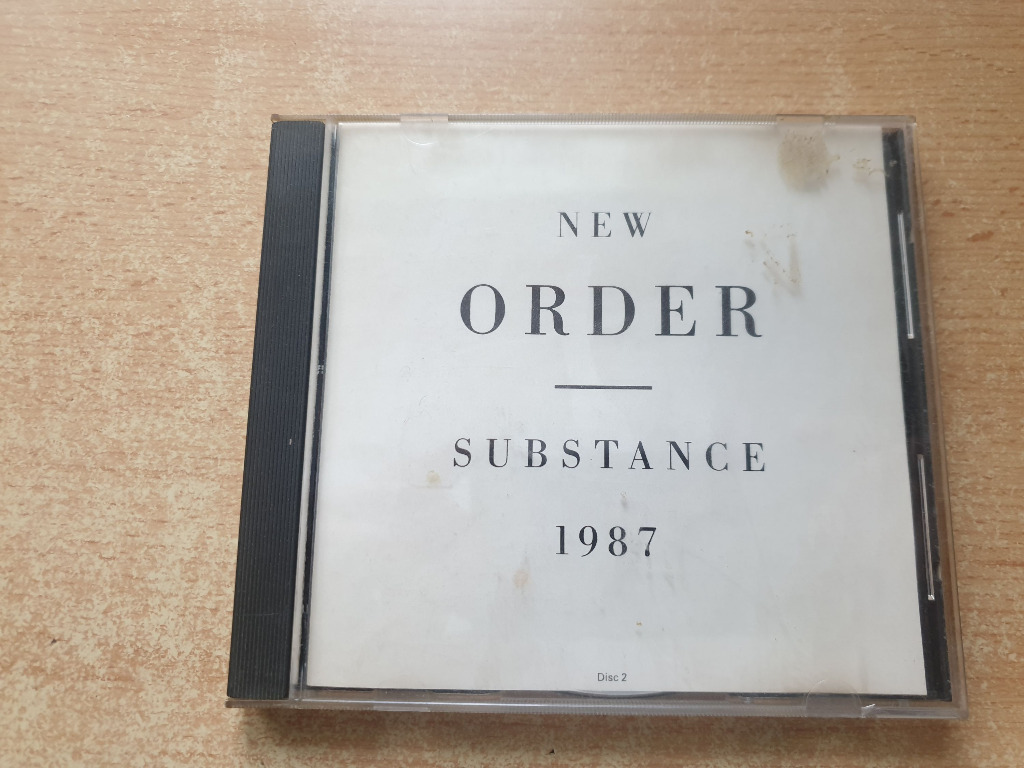 NEW
ORDER
SUBSTANCE
1987
Disc 2